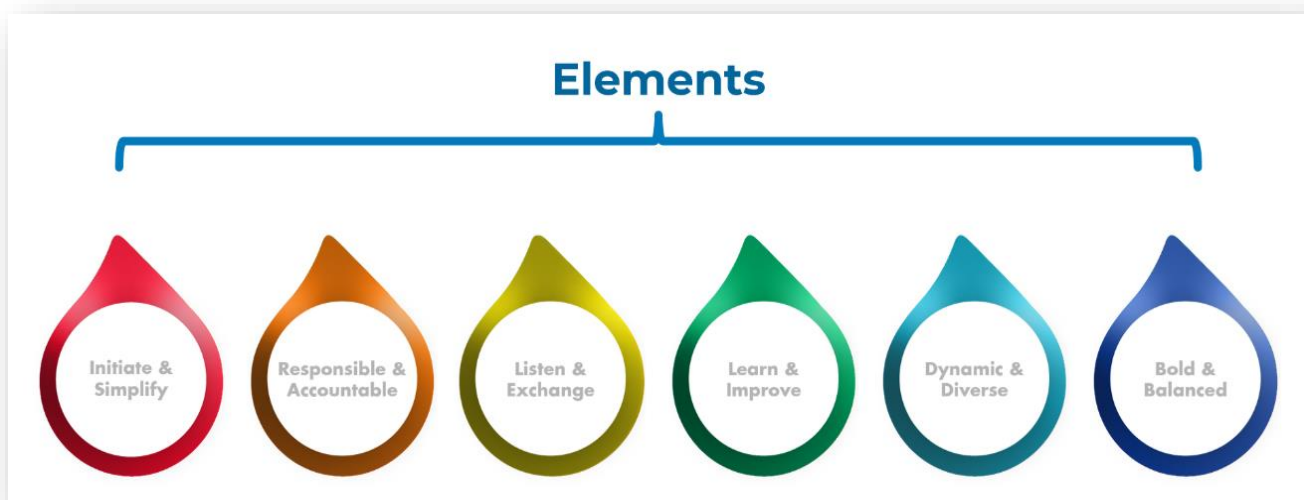 Elements
Initiate &
Simplify
Responsible &
Accountable
Listen &
Exchange
Learn &
Improve
Dynamic &
Diverse
Bold &
Balanced